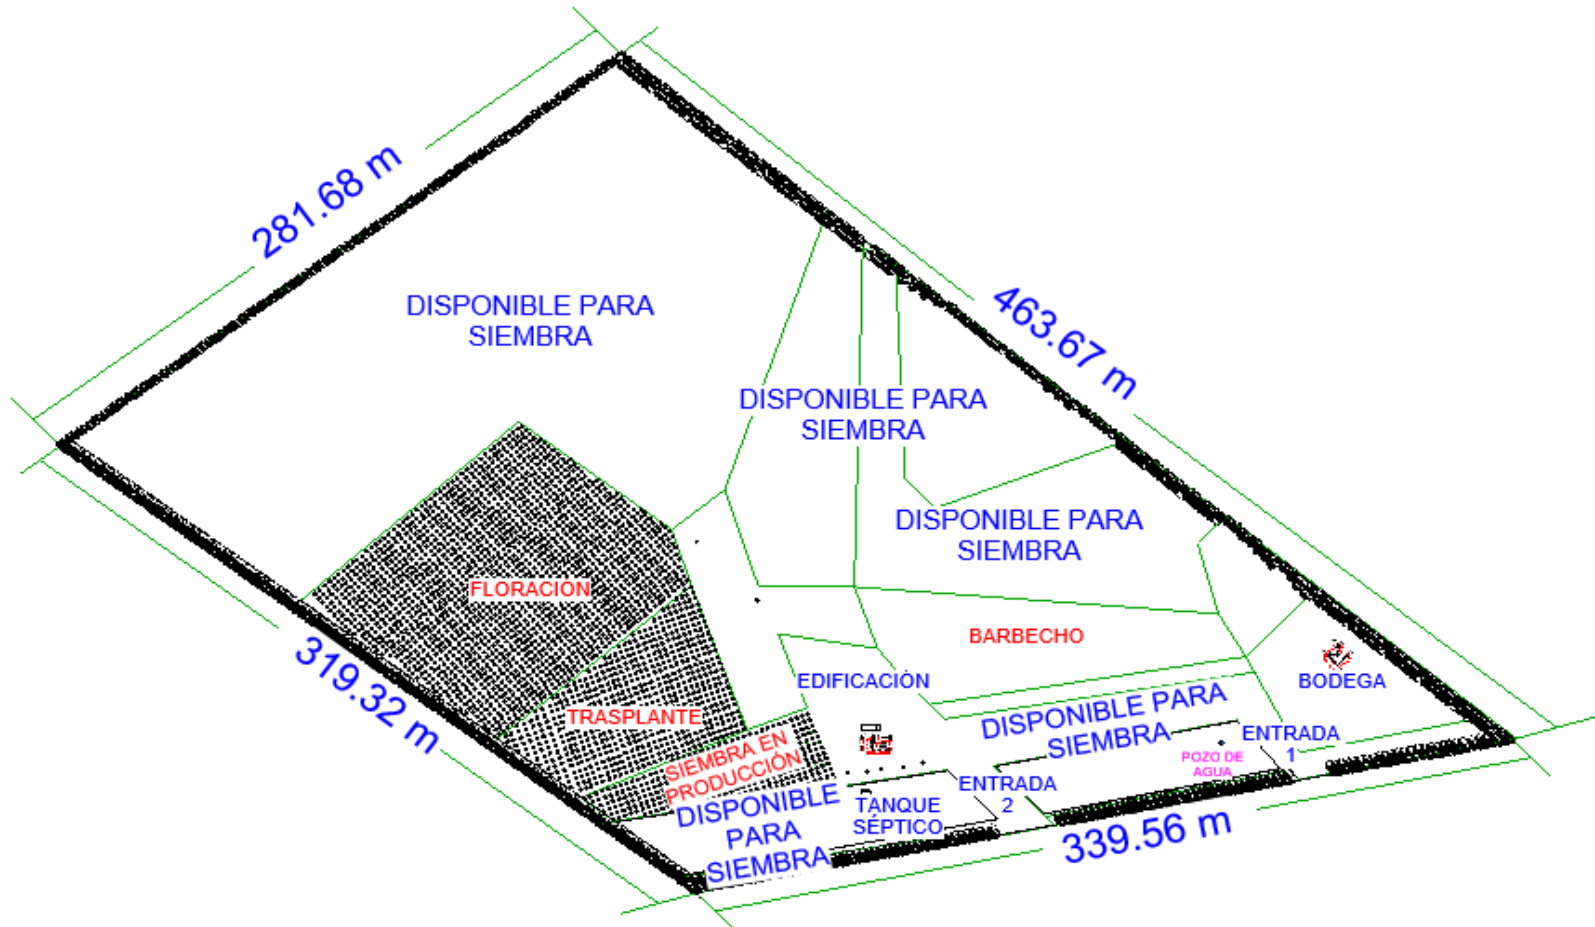 281.68 m
463.67 m
DISPONIBLE PARA
SIEMBRA
DISPONIBLE PARA
SIEMBRA
DISPONIBLE PARA
SIEMBRA
FLORACION
BARBECHO
319.32 m
EDIFICACIÓN
BODEGA
TRASPLANTE
DISPONIBLE PARA
SIEMBRA
ENTRADA
1
SIEMBRA EN
PRODUCCIÓN
POZO DE
AGUA
ENTRADA
2
DISPONIBLE
PARA
SIEMBRA
TANQUE
SÉPTICO
339.56 m